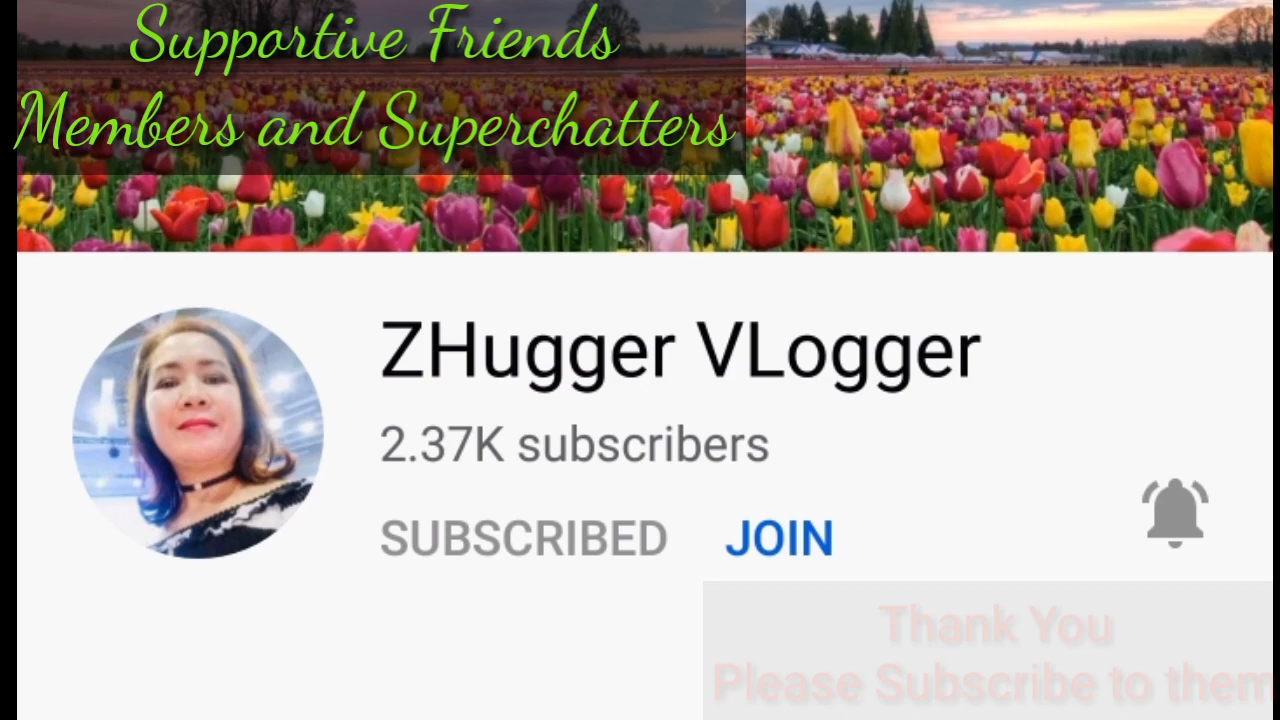 Supportive Friends
Members and Superchatters
ZHugger VLogger
2.37K subscribers
SUBSCRIBED JOIN
Thank You
Please Subscribe to them